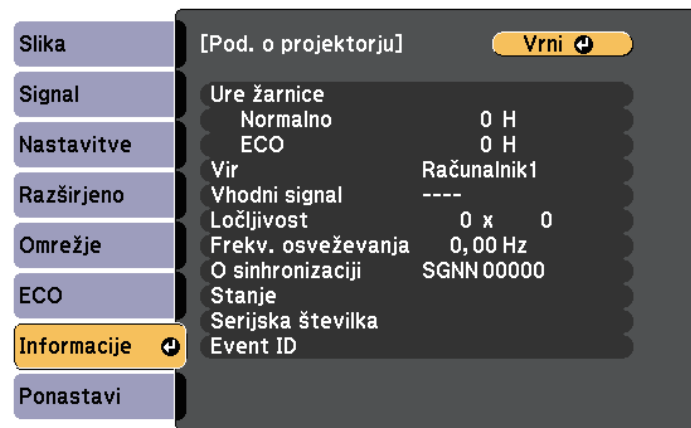 Slika
Signal
Nastavitve
Razširjeno
Omrežje
ECO
Informacije
Ponastavi
[Pod. o projektorju] Vrni
Ure žarnice
Normalno 0 H
ECO 0 H
Vir Računalnik1
Vhodni signal ----
Ločljivost 0 x 0
Frekv. osveževanja 0,00 Hz
O sinhronizaciji SGNN 00000
Stanje
Serijska številka
Event ID